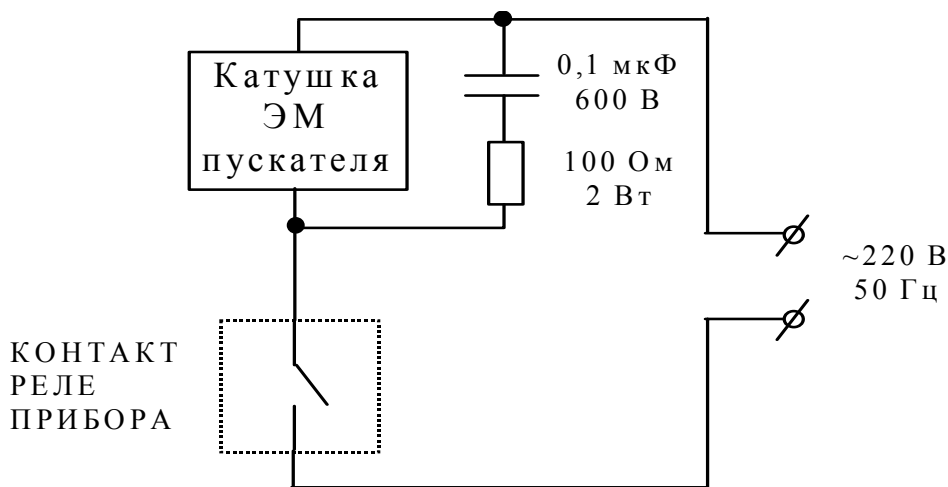 Катушка
ЭМ
пускателя
0,1 мкФ
600 В
100 Ом
2 Вт
~220 В
50 Гц
КОНТАКТ
РЕЛЕ
ПРИБОРА